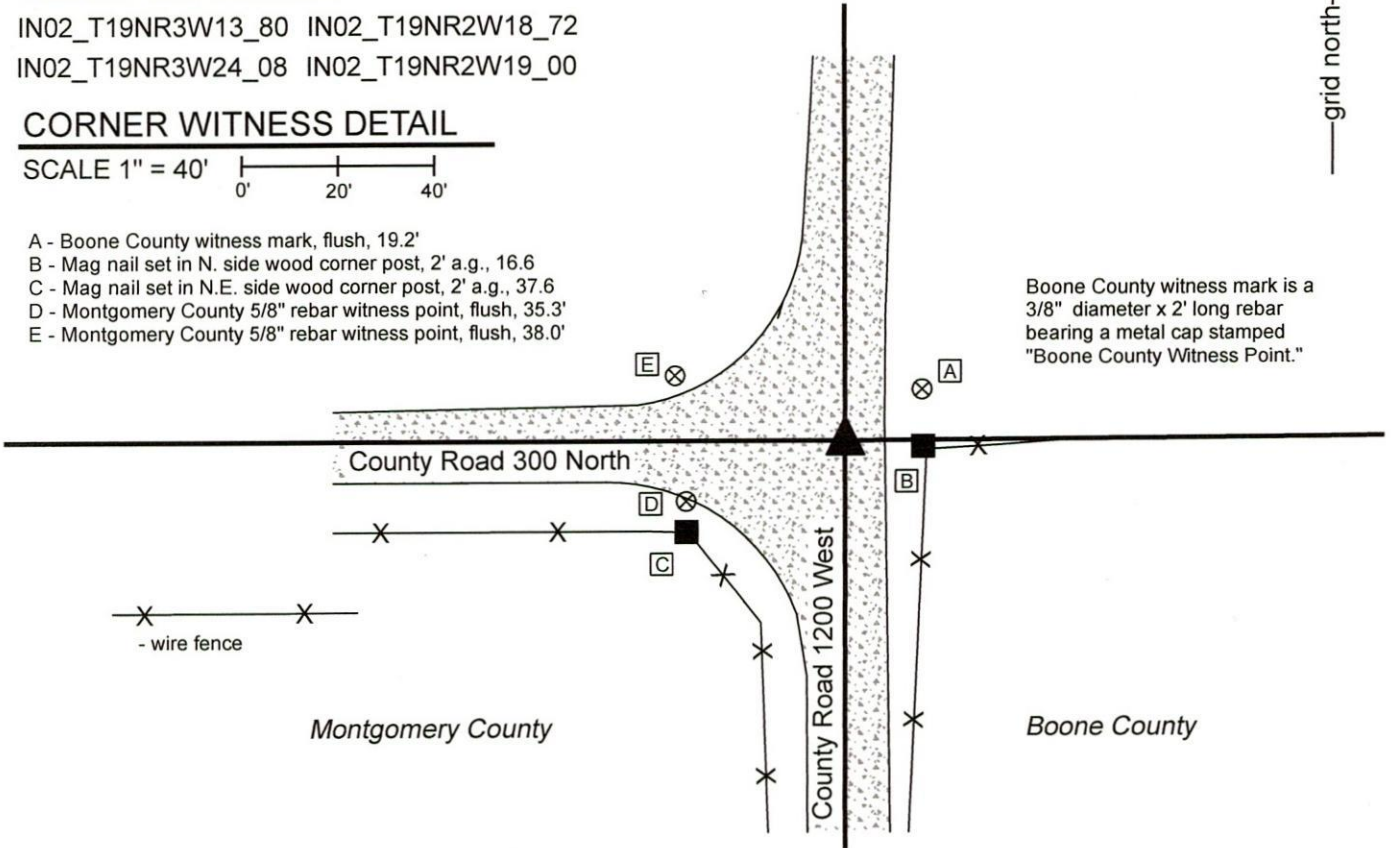 IN02_T19NR3W13_80 IN02_T19NR2W18_72
IN02_T19NR3W24_08 IN02_T19NR2W19_00
CORNER WITNESS DETAIL
SCALE 1" = 40'
0' 20' 40'
A - Boone County witness mark, flush, 19.2'
B - Mag nail set in N. side wood corner post, 2' a.g., 16.6
C - Mag nail set in N.E. side wood corner post, 2' a.g., 37.6
D - Montgomery County 5/8" rebar witness point, flush, 35.3'
E - Montgomery County 5/8" rebar witness point, flush, 38.0'
grid north
Boone County witness mark is a
3/8" diameter x 2' long rebar
bearing a metal cap stamped
"Boone County Witness Point."
E
A
County Road 300 North
B
D
C
County Road 1200 West
- wire fence
Montgomery County
Boone County